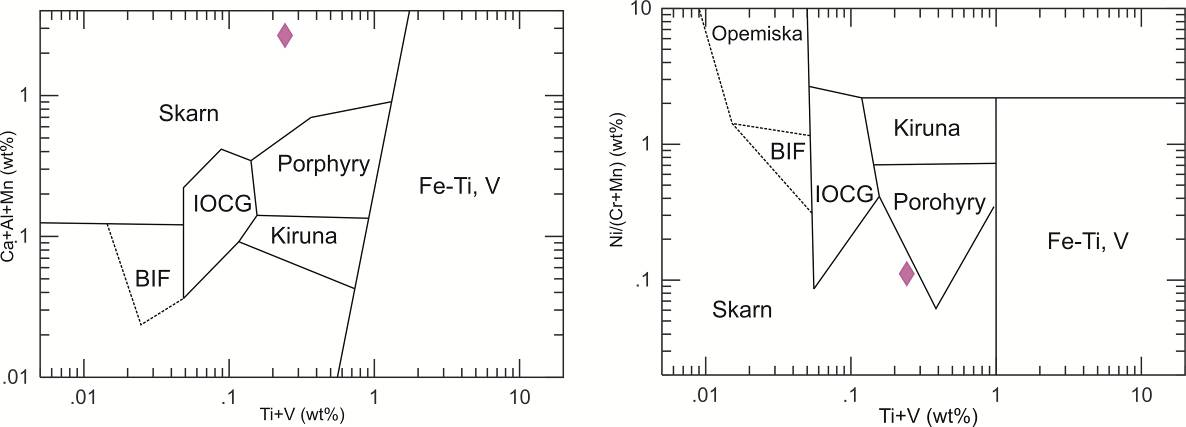 Skarn
IOCG
Porphyry
Kiruna
BIF
Fe-Ti, V
1
.1
.01
Ca+Al+Mn (wt%)
.01
.1
1
10
Ti+V (wt%)
Opemiska
BIF
IOCG
Kiruna
Porohyry
Fe-Ti, V
Skarn
10
1
.1
Ni/(Cr+Mn) (wt%)
.01
.1
1
10
Ti+V (wt%)